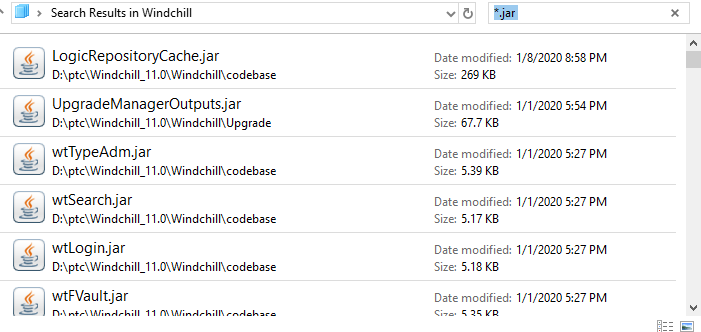 Search Results in Windchill
*.jar
LogicRepositoryCache.jar
Date modified: 1/8/2020 8:58 PM
D:\ptc\Windchill_11.0\Windchill\codebase
Size: 269 KB
UpgradeManagerOutputs.jar
Date modified: 1/1/2020 5:54 PM
D:\ptc\Windchill_11.0\Windchill\Upgrade
Size: 67.7 KB
wtTypeAdm.jar
Date modified: 1/1/2020 5:27 PM
D:\ptc\Windchill_11.0\Windchill\codebase
Size: 5.39 KB
wtSearch.jar
Date modified: 1/1/2020 5:27 PM
D:\ptc\Windchill_11.0\Windchill\codebase
Size: 5.17 KB
wtLogin.jar
Date modified: 1/1/2020 5:27 PM
D:\ptc\Windchill_11.0\Windchill\codebase
Size: 5.18 KB
wtFVault.jar
Date modified: 1/1/2020 5:27 PM
D:\ptc\Windchill_11.0\Windchill\codebase
Size: 5.35 KB